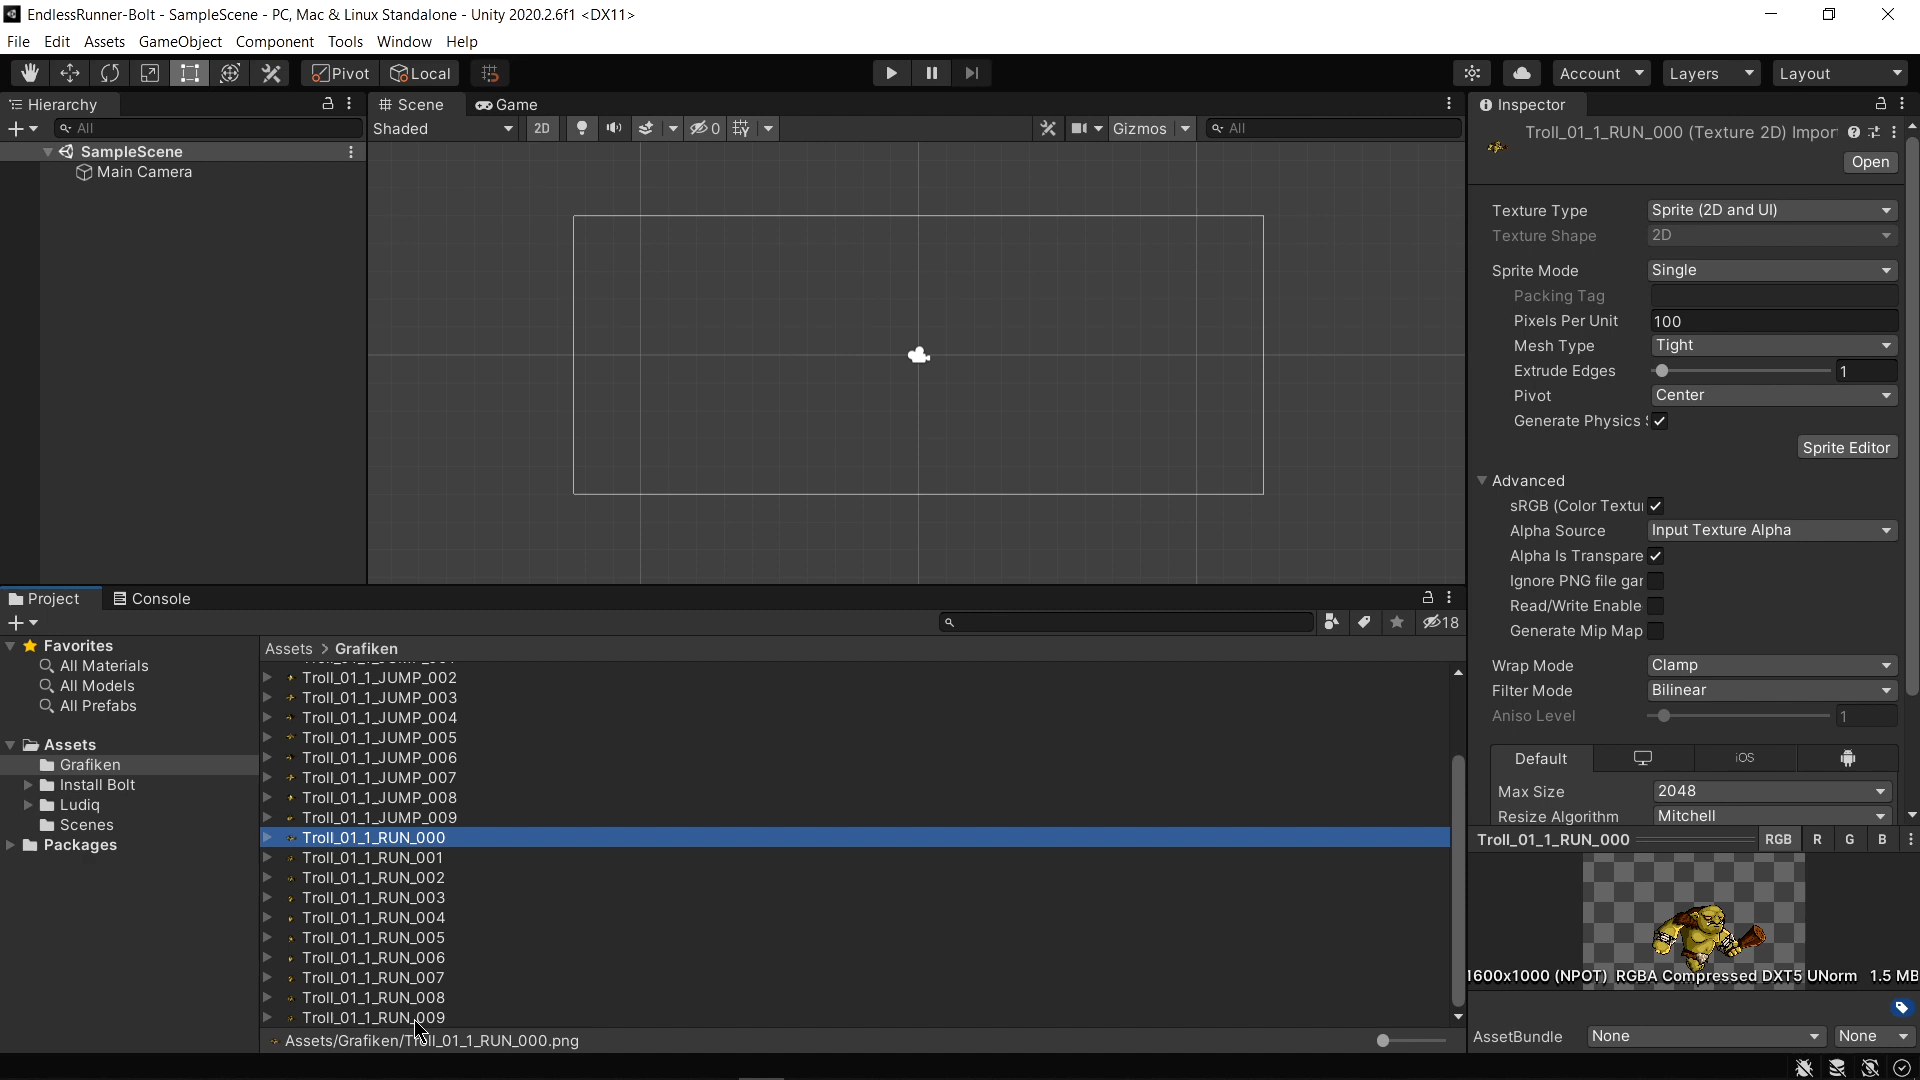 EndlessRunner-Bolt - SampleScene - PC, Mac & Linux Standalone - Unity 2020.2.6f1 <DX11>
File Edit Assets GameObject Component Tools Window Help
Pivot Local Account Layers Layout
Hierarchy
All
SampleScene
Main Camera
Scene Game
Shaded 2D 0 Gizmos All
Inspector
Troll_01_1_RUN_000 (Texture 2D) Impor
Open
Texture Type Sprite (2D and UI)
Texture Shape 2D
Sprite Mode Single
Packing Tag
Pixels Per Unit 100
Mesh Type Tight
Extrude Edges 1
Pivot Center
Generate Physics
Sprite Editor
Advanced
sRGB (Color Textu
Alpha Source Input Texture Alpha
Alpha Is Transpare
Ignore PNG file gar
Read/Write Enable
Generate Mip Map
Wrap Mode Clamp
Filter Mode Bilinear
Aniso Level 1
Default iOS
Max Size 2048
Resize Algorithm Mitchell
Troll_01_1_RUN_000 RGB R G B
1600x1000 (NPOT) RGBA Compressed DXT5 UNorm 1.5 MB
AssetBundle None None
Project Console
18
Favorites
All Materials
All Models
All Prefabs
Assets
Grafiken
Install Bolt
Ludiq
Scenes
Packages
Assets > Grafiken
Troll_01_1_JUMP_002
Troll_01_1_JUMP_003
Troll_01_1_JUMP_004
Troll_01_1_JUMP_005
Troll_01_1_JUMP_006
Troll_01_1_JUMP_007
Troll_01_1_JUMP_008
Troll_01_1_JUMP_009
Troll_01_1_RUN_000
Troll_01_1_RUN_001
Troll_01_1_RUN_002
Troll_01_1_RUN_003
Troll_01_1_RUN_004
Troll_01_1_RUN_005
Troll_01_1_RUN_006
Troll_01_1_RUN_007
Troll_01_1_RUN_008
Troll_01_1_RUN_009
Assets/Grafiken/Troll_01_1_RUN_000.png